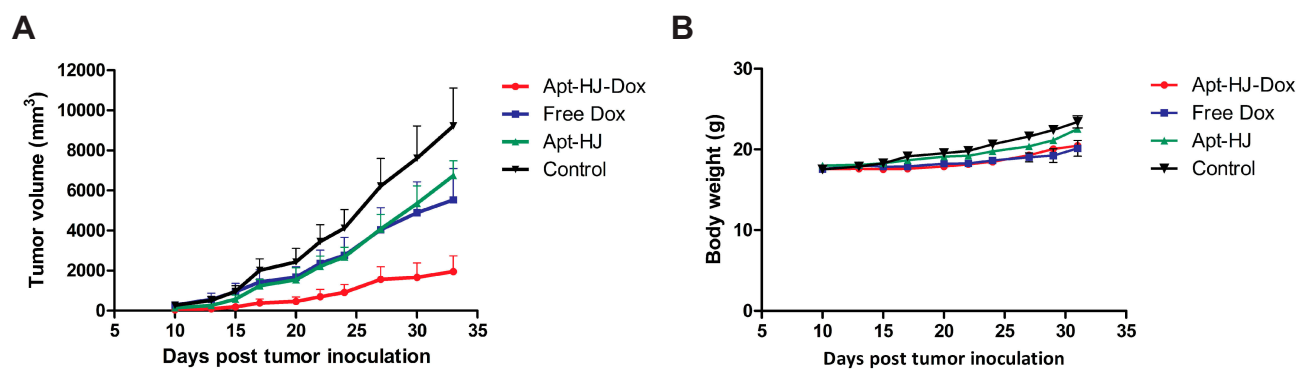 A
Tumor volume (mm³)
12000
10000
8000
6000
4000
2000
0
5
10
15
20
25
30
35
Days post tumor inoculation
Apt-HJ-Dox
Free Dox
Apt-HJ
Control
B
Body weight (g)
30
20
10
0
5
10
15
20
25
30
35
Days post tumor inoculation
Apt-HJ-Dox
Free Dox
Apt-HJ
Control